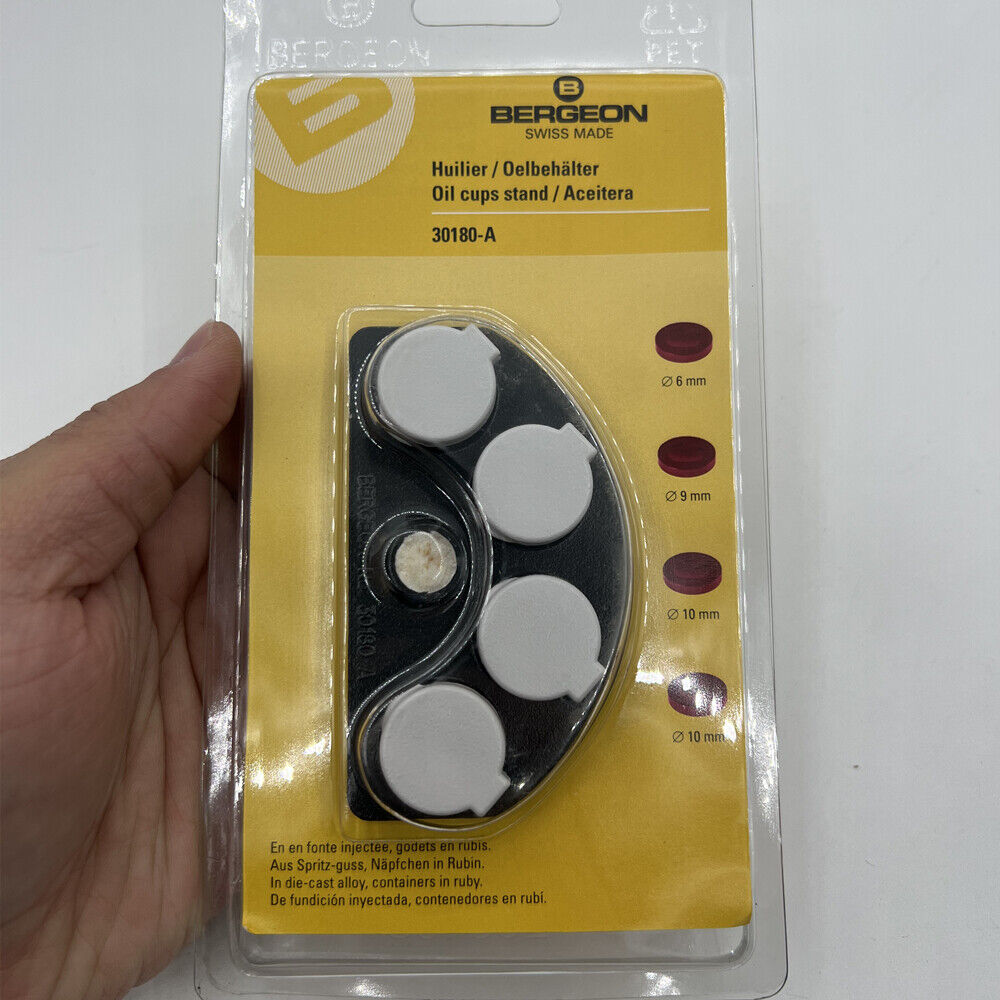 BERGEON
PET
B
B
BERGEON
SWISS MADE
Huilier / Oelbehälter
Oil cups stand / Aceitera
30180-A
Ø 6 mm
Ø 9 mm
Ø 10 mm
Ø 10 mm
30180-A
En en fonte injectée, godets en rubis.
Aus Spritz-guss, Näpfchen in Rubin.
In die-cast alloy, containers in ruby.
De fundición inyectada, contenedores en rubí.